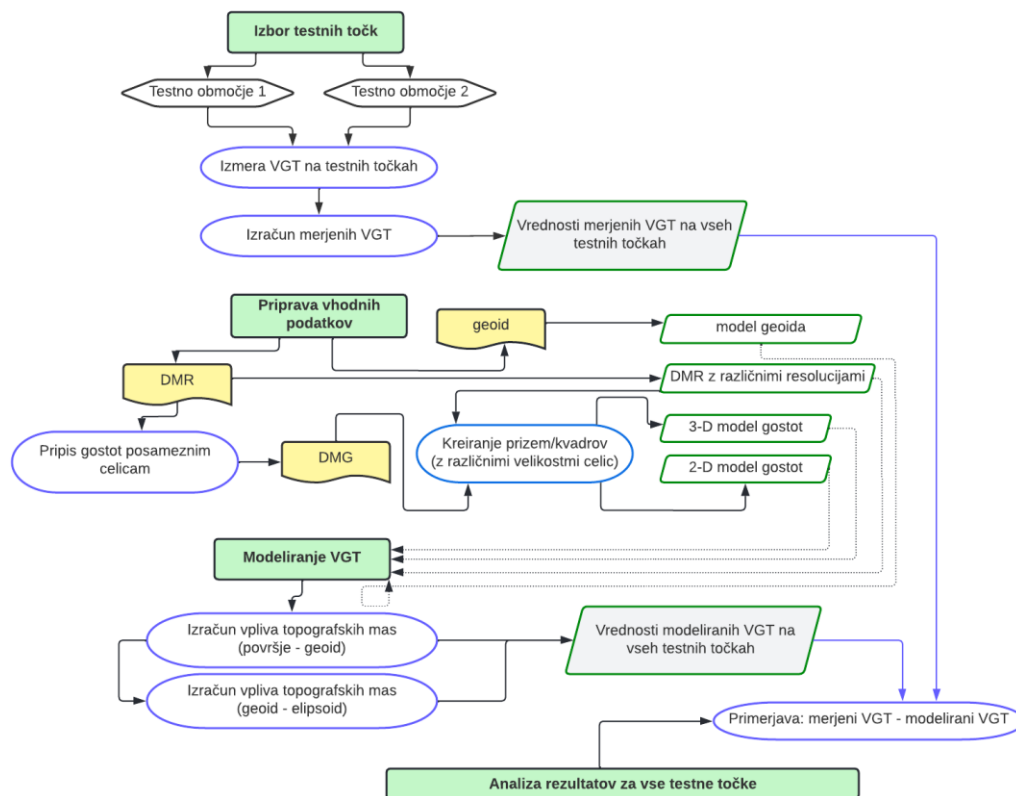 Izbor testnih točk
Testno območje 1
Testno območje 2
Izmera VGT na testnih točkah
Izračun merjenih VGT
Vrednosti merjenih VGT na vseh
testnih točkah
Priprava vhodnih
podatkov
geoid
model geoida
DMR
DMR z različnimi resolucijami
Pripis gostot posameznim
celicam
DMG
Kreiranje prizem/kvadrov
(z različnimi velikostmi celic)
3-D model gostot
2-D model gostot
Modeliranje VGT
Izračun vpliva topografskih mas
(površje - geoid)
Izračun vpliva topografskih mas
(geoid - elipsoid)
Vrednosti modeliranih VGT na
vseh testnih točkah
Primerjava: merjeni VGT - modelirani VGT
Analiza rezultatov za vse testne točke